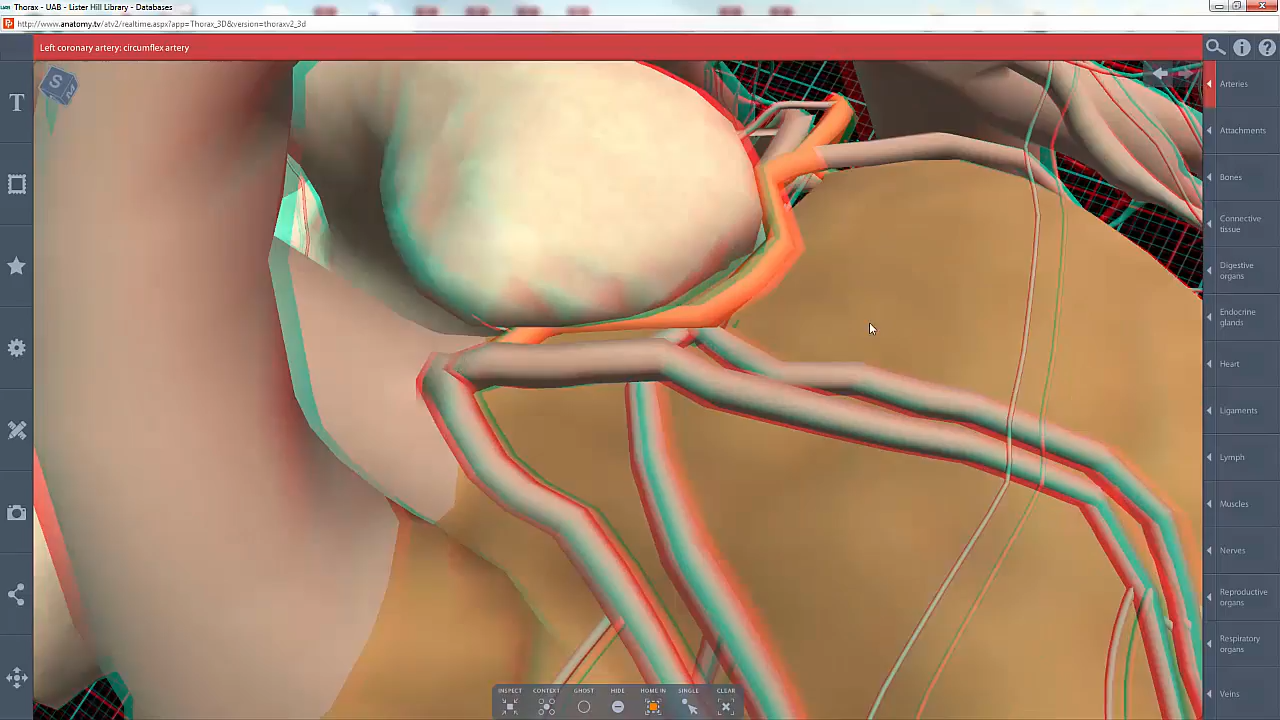 Thorax - UAB - Lister Hill Library - Databases
http://www.anatomy.tv/atv2/realtime.aspx?app=Thorax_3D&version=thoraxv2_3d
Left coronary artery: circumflex artery
S
M
T
Arteries
Attachments
Bones
Connective
tissue
Digestive
organs
Endocrine
glands
Heart
Ligaments
Lymph
Muscles
Nerves
Reproductive
organs
Respiratory
organs
Veins
INSPECT CONTEXT GHOST HIDE HOME IN SINGLE CLEAR